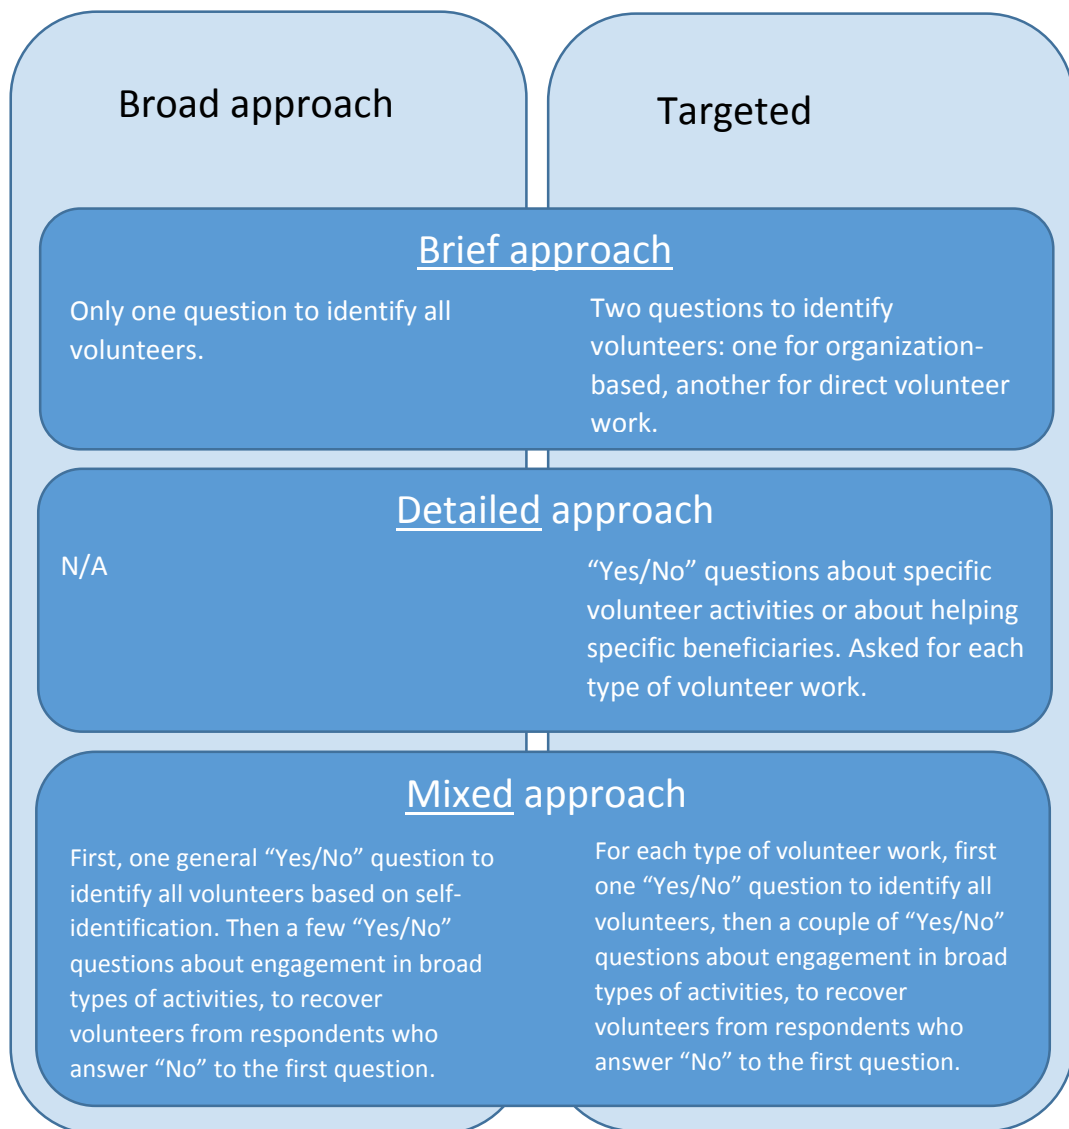 Broad approach
Targeted
Brief approach
Only one question to identify all
volunteers.
Two questions to identify
volunteers: one for organization-
based, another for direct volunteer
work.
Detailed approach
N/A
“Yes/No” questions about specific
volunteer activities or about helping
specific beneficiaries. Asked for each
type of volunteer work.
Mixed approach
First, one general “Yes/No” question to
identify all volunteers based on self-
identification. Then a few “Yes/No”
questions about engagement in broad
types of activities, to recover
volunteers from respondents who
answer “No” to the first question.
For each type of volunteer work, first
one “Yes/No” question to identify all
volunteers, then a couple of “Yes/No”
questions about engagement in broad
types of activities, to recover
volunteers from respondents who
answer “No” to the first question.